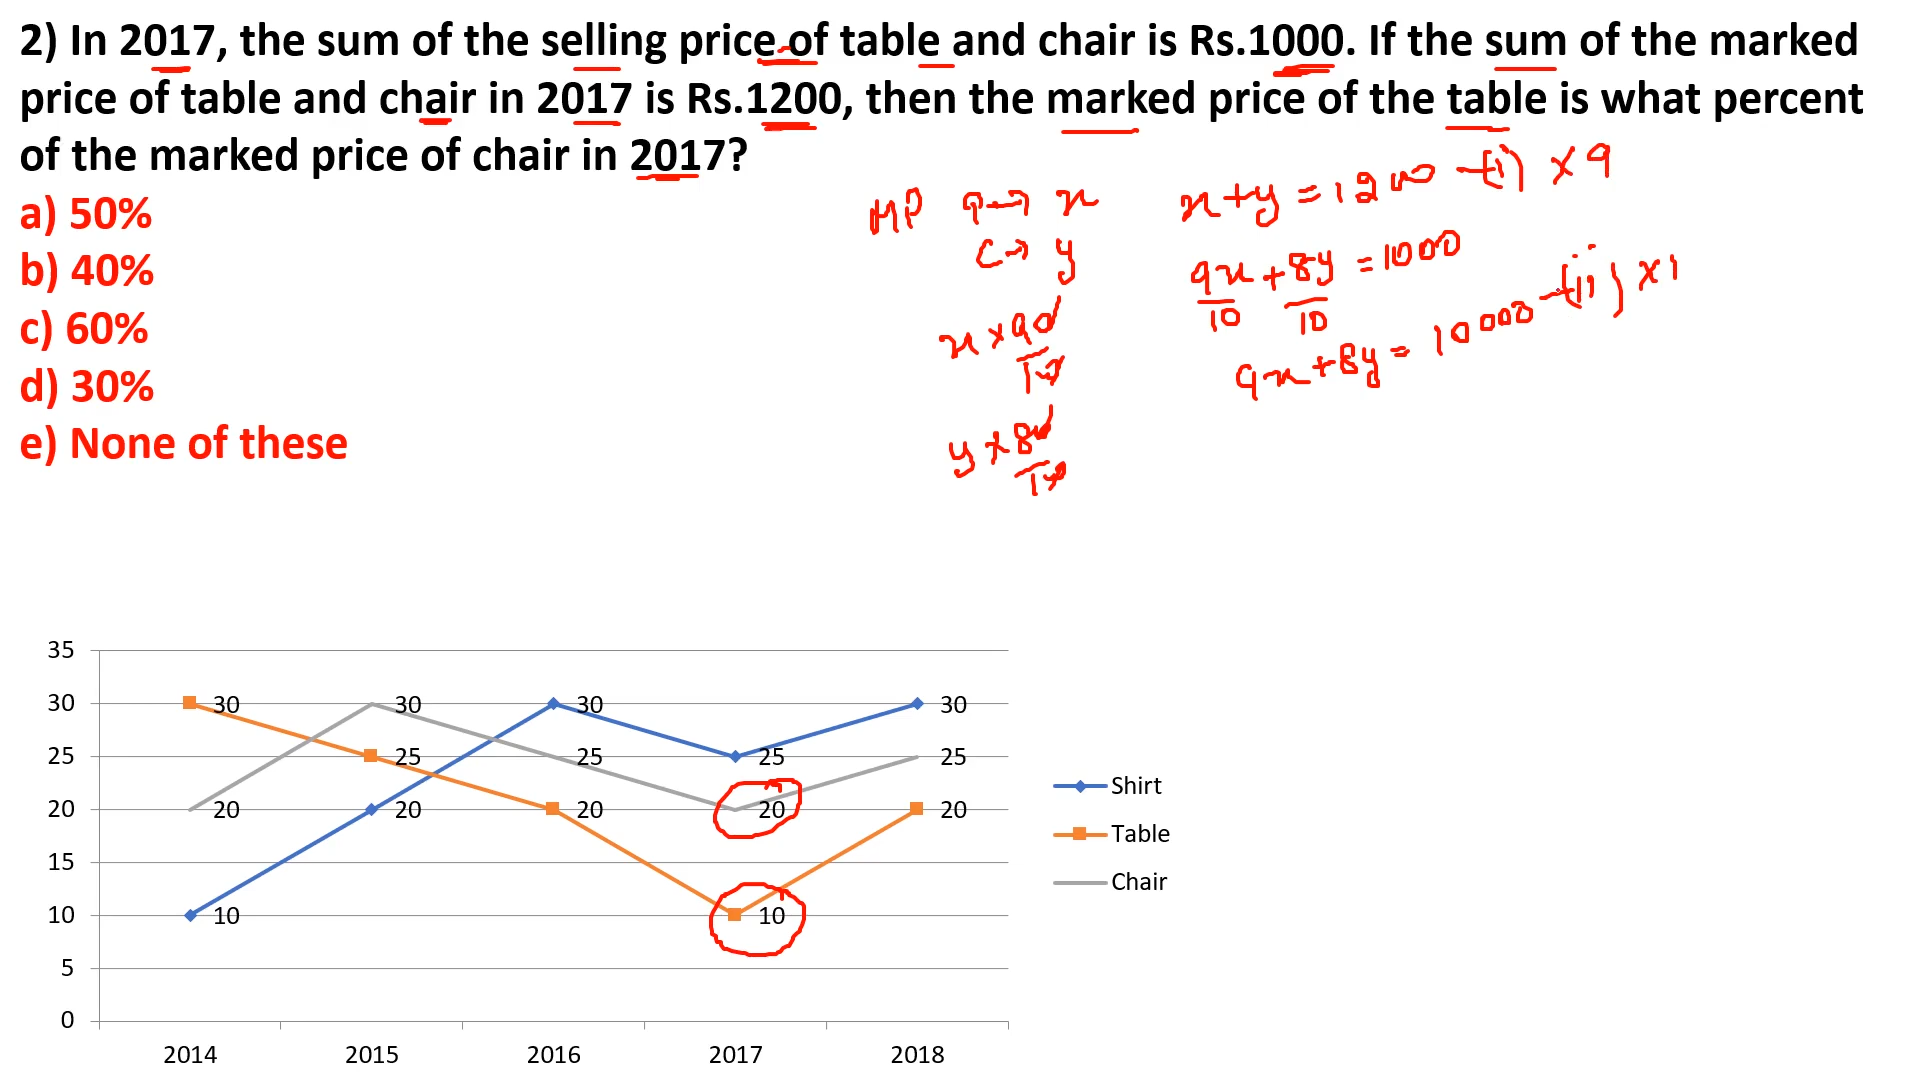 2) In 2017, the sum of the selling price of table and chair is Rs.1000. If the sum of the marked
price of table and chair in 2017 is Rs.1200, then the marked price of the table is what percent
of the marked price of chair in 2017?
a) 50%
b) 40%
c) 60%
d) 30%
e) None of these
MP T→ x
C→ y
x × 90/100
y × 80/100
x+y = 1200 —(i) × 9
9x/10 + 8y/10 = 1000
9x+8y = 10000 —(ii) × 1
35
30
25
20
15
10
5
0
30 30 30 30
25 25 25 25
20 20 20 20 20
10 10
2014 2015 2016 2017 2018
Shirt
Table
Chair